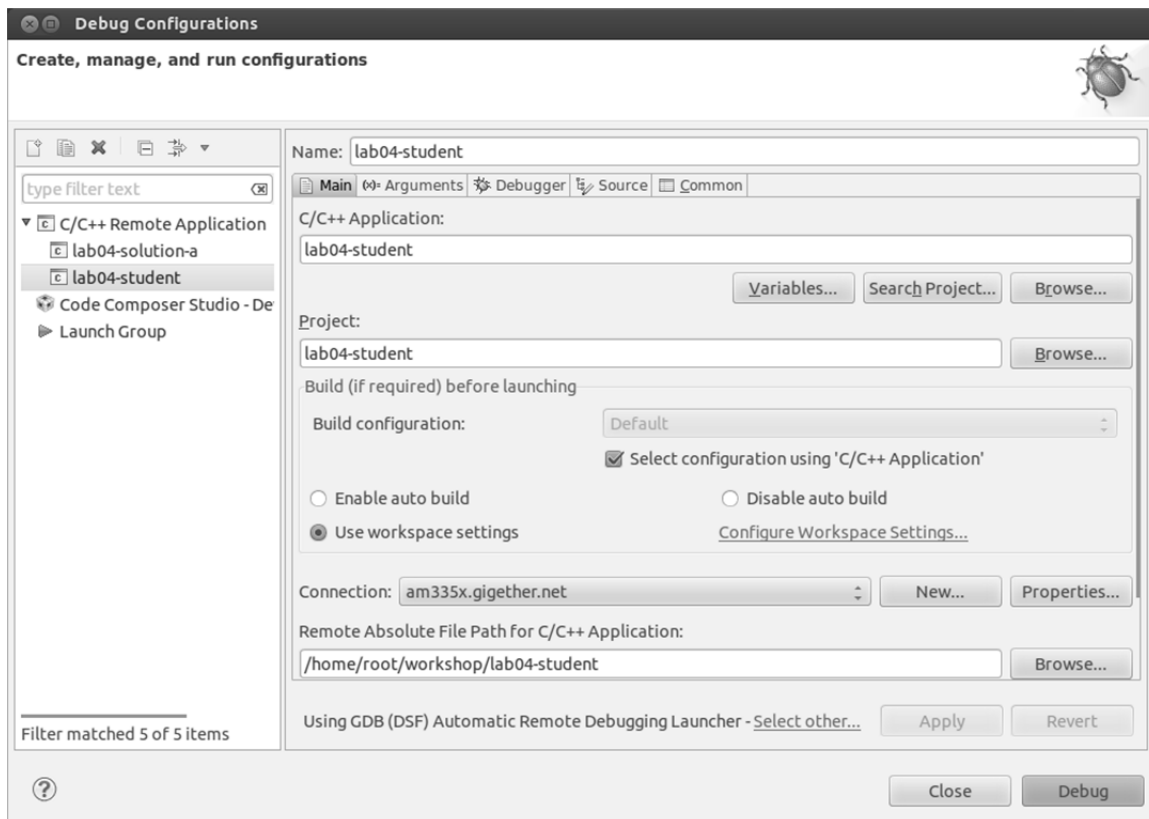 Debug Configurations
Create, manage, and run configurations
type filter text
C/C++ Remote Application
lab04-solution-a
lab04-student
Code Composer Studio - De
Launch Group
Filter matched 5 of 5 items
Name: lab04-student
Main (x)= Arguments Debugger Source Common
C/C++ Application:
lab04-student
Variables... Search Project... Browse...
Project:
lab04-student Browse...
Build (if required) before launching
Build configuration: Default
Select configuration using 'C/C++ Application'
Enable auto build Disable auto build
Use workspace settings Configure Workspace Settings...
Connection: am335x.gigether.net New... Properties...
Remote Absolute File Path for C/C++ Application:
/home/root/workshop/lab04-student Browse...
Using GDB (DSF) Automatic Remote Debugging Launcher - Select other... Apply Revert
? Close Debug